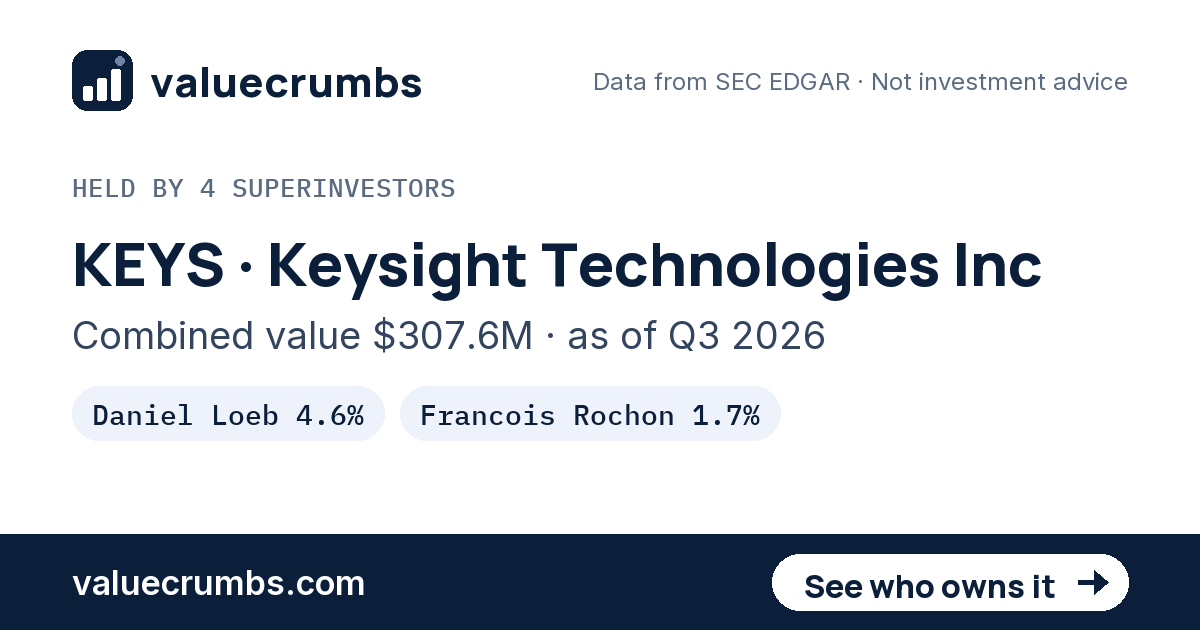 valuecrumbs
Data from SEC EDGAR · Not investment advice
HELD BY 4 SUPERINVESTORS
KEYS · Keysight Technologies Inc
Combined value $307.6M · as of Q3 2026
Daniel Loeb 4.6%
Francois Rochon 1.7%
valuecrumbs.com
See who owns it